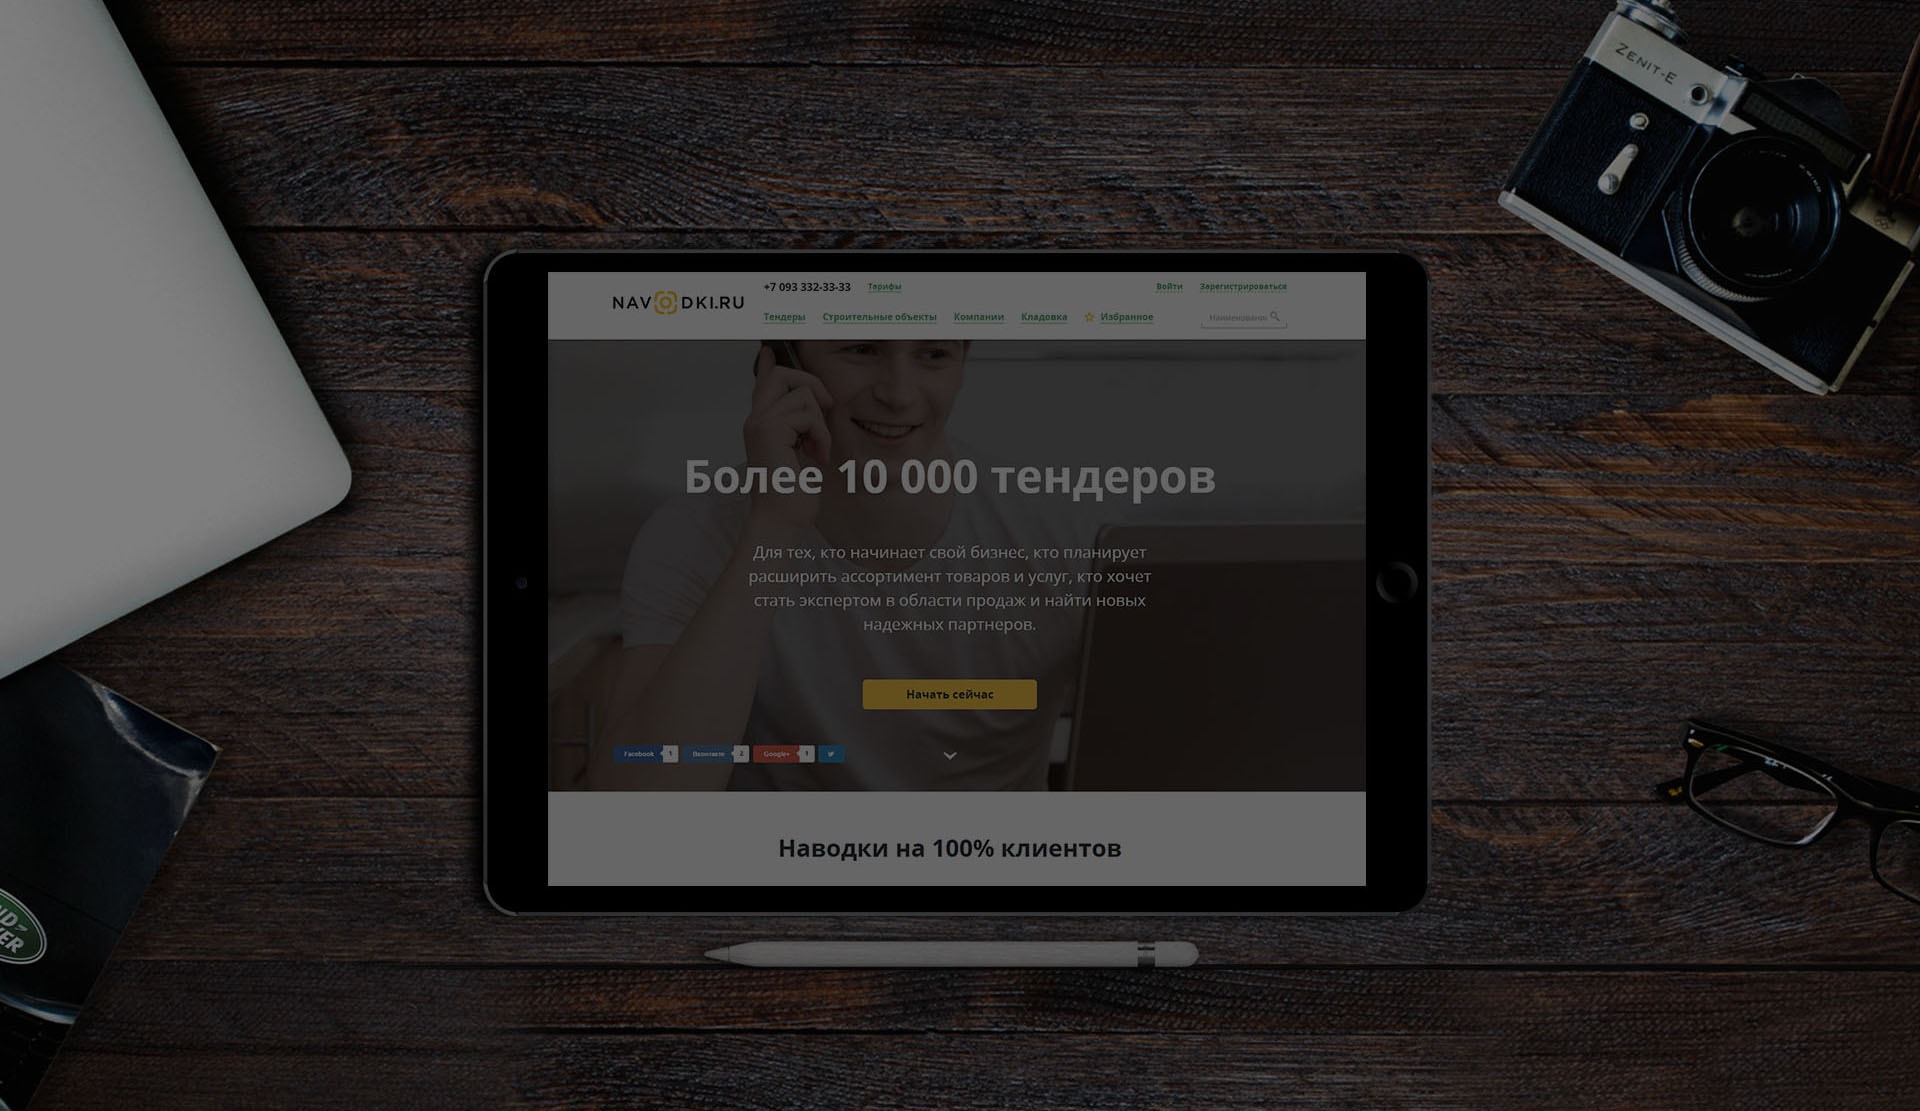 ZENIT-E
+7 093 332-33-33 Тарифы Войти Зарегистрироваться
NAVODKI.RU
Тендеры Строительные объекты Компании Кладовка Избранное Наименование
Более 10 000 тендеров
Для тех, кто начинает свой бизнес, кто планирует
расширить ассортимент товаров и услуг, кто хочет
стать экспертом в области продаж и найти новых
надежных партнеров.
Начать сейчас
Facebook 1 Вконтакте 2 Google+ 1
Наводки на 100% клиентов